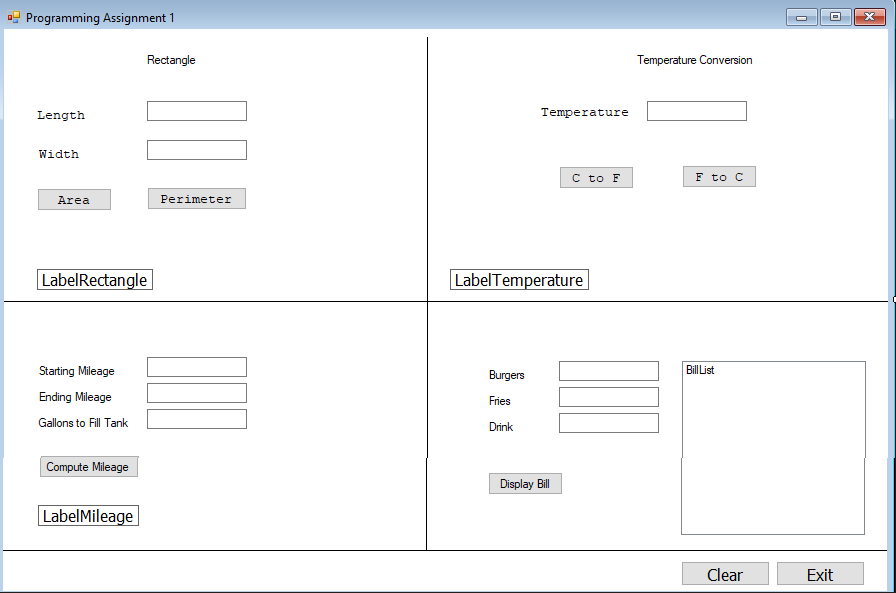 Programming Assignment 1
Rectangle
Length
Width
Area Perimeter
LabelRectangle
Temperature Conversion
Temperature
C to F F to C
LabelTemperature
Starting Mileage
Ending Mileage
Gallons to Fill Tank
Compute Mileage
LabelMileage
Burgers
Fries
Drink
Display Bill
BillList
Clear Exit